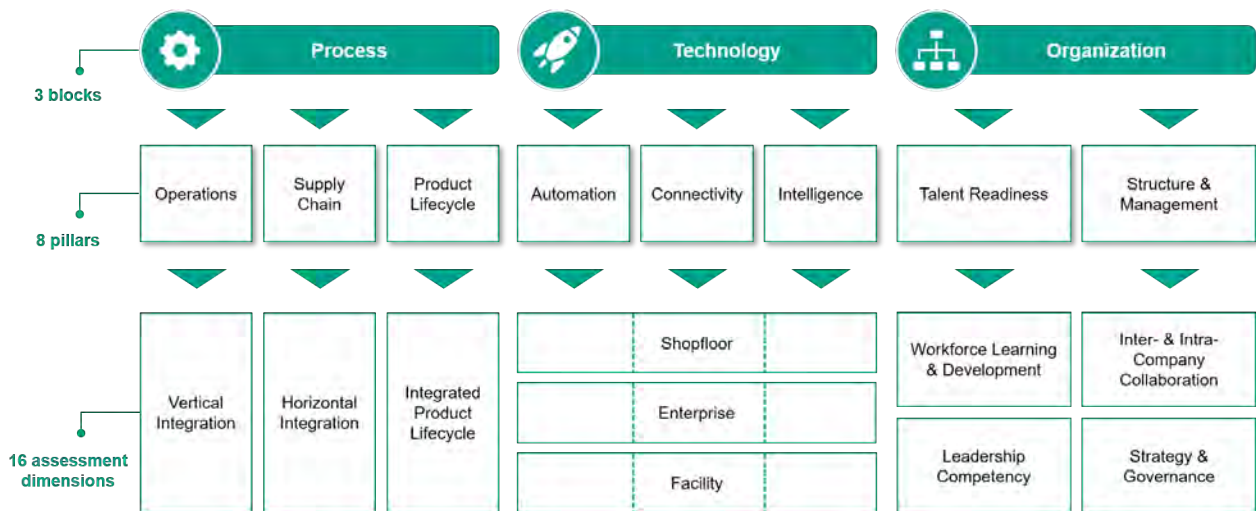 Process
Technology
Organization
3 blocks
Operations
Supply
Chain
Product
Lifecycle
Automation
Connectivity
Intelligence
Talent Readiness
Structure &
Management
8 pillars
Vertical
Integration
Horizontal
Integration
Integrated
Product
Lifecycle
Shopfloor
Enterprise
Facility
Workforce Learning
& Development
Inter- & Intra-
Company
Collaboration
Leadership
Competency
Strategy &
Governance
16 assessment
dimensions